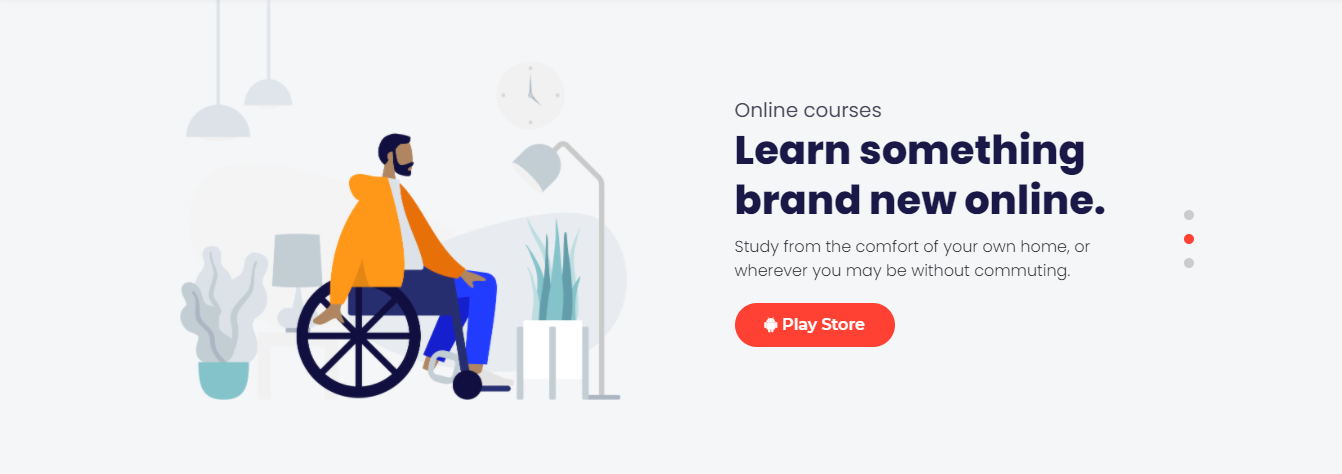 Online courses
Learn something
brand new online.
Study from the comfort of your own home, or
wherever you may be without commuting.
Play Store